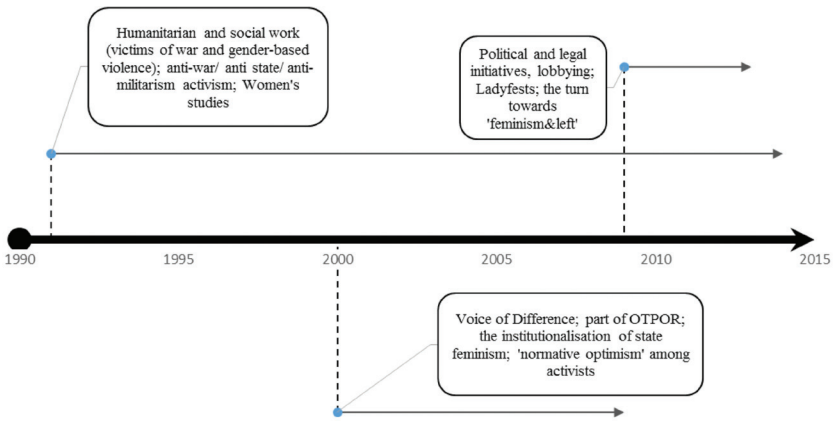 Humanitarian and social work
(victims of war and gender-based
violence); anti-war/ anti state/ anti-
militarism activism; Women's
studies
Political and legal
initiatives, lobbying;
Ladyfests; the turn
towards
'feminism&left'
1990
1995
2000
2005
2010
2015
Voice of Difference; part of OTPOR;
the institutionalisation of state
feminism; 'normative optimism' among
activists